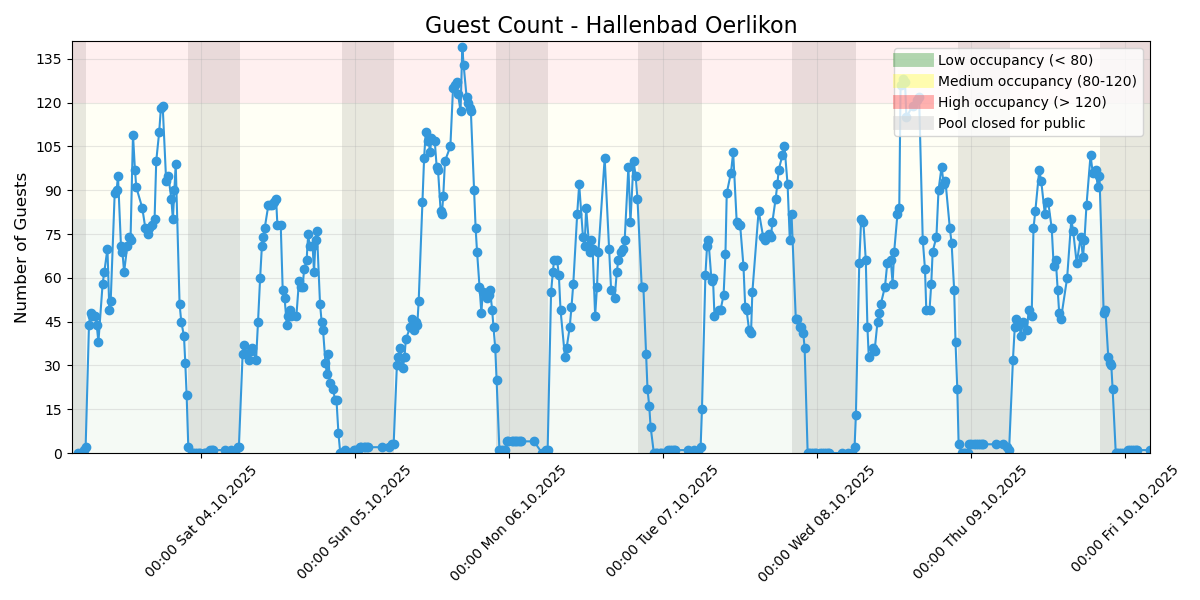 Guest Count - Hallenbad Oerlikon
Low occupancy (< 80)
Medium occupancy (80-120)
High occupancy (> 120)
Pool closed for public
Number of Guests
135
120
105
90
75
60
45
30
15
0
00:00 Sat 04.10.2025
00:00 Sun 05.10.2025
00:00 Mon 06.10.2025
00:00 Tue 07.10.2025
00:00 Wed 08.10.2025
00:00 Thu 09.10.2025
00:00 Fri 10.10.2025